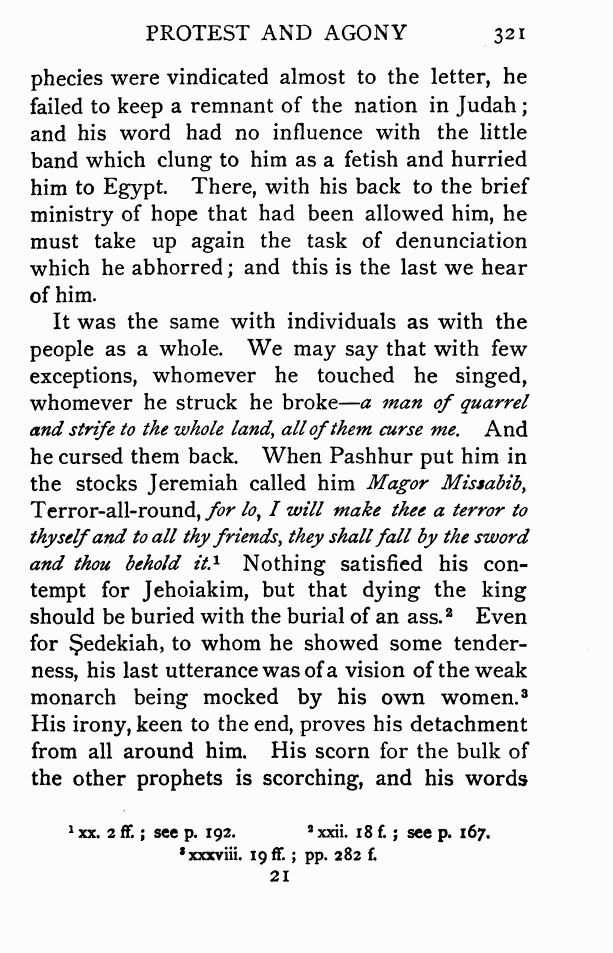 PROTEST AND AGONY 321
phecies were vindicated almost to the letter, he
failed to keep a remnant of the nation in Judah ;
and his word had no influence with the little
band which clung to him as a fetish and hurried
him to Egypt. There, with his back to the brief
ministry of hope that had been allowed him, he
must take up again the task of denunciation
which he abhorred ; and this is the last we hear
of him.
It was the same with individuals as with the
people as a whole. We may say that with few
exceptions, whomever he touched he singed,
whomever he struck he broke—a man of quarrel
and strife to the whole land, all of them curse me. And
he cursed them back. When Pashhur put him in
the stocks Jeremiah called him Magor Missabib,
Terror-all-round, for lo, I will make thee a terror to
thyself and to all thy friends, they shall fall by the sword
and thou behold it.¹ Nothing satisfied his con-
tempt for Jehoiakim, but that dying the king
should be buried with the burial of an ass.² Even
for Ṣedekiah, to whom he showed some tender-
ness, his last utterance was of a vision of the weak
monarch being mocked by his own women.³
His irony, keen to the end, proves his detachment
from all around him. His scorn for the bulk of
the other prophets is scorching, and his words
¹ xx. 2 ff. ; see p. 192. ² xxii. 18 f. ; see p. 167.
³ xxxviii. 19 ff. ; pp. 282 f.
21